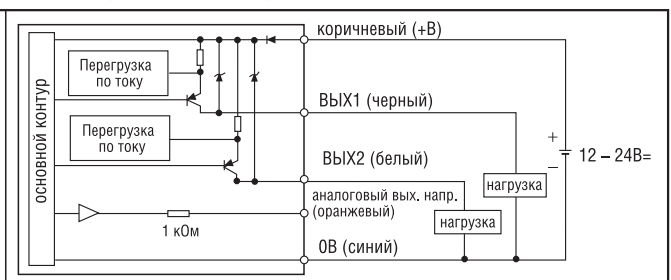 коричневый (+В)
Перегрузка
по току
ВЫХ1 (черный)
Перегрузка
по току
основной контур
ВЫХ2 (белый)
+
12 – 24В=
–
нагрузка
аналоговый вых. напр.
(оранжевый)
нагрузка
1 кОм
0В (синий)